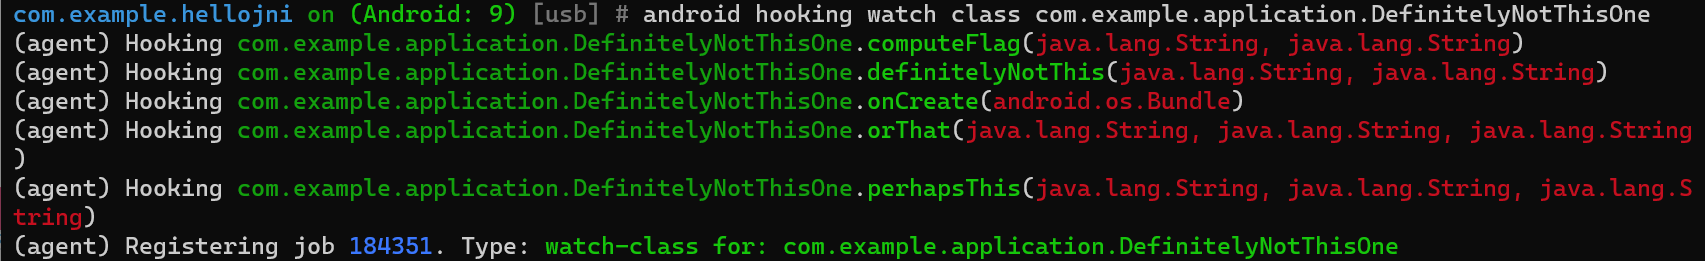 com.example.hellojni on (Android: 9) [usb] # android hooking watch class com.example.application.DefinitelyNotThisOne
(agent) Hooking com.example.application.DefinitelyNotThisOne.computeFlag(java.lang.String, java.lang.String)
(agent) Hooking com.example.application.DefinitelyNotThisOne.definitelyNotThis(java.lang.String, java.lang.String)
(agent) Hooking com.example.application.DefinitelyNotThisOne.onCreate(android.os.Bundle)
(agent) Hooking com.example.application.DefinitelyNotThisOne.orThat(java.lang.String, java.lang.String, java.lang.String
)
(agent) Hooking com.example.application.DefinitelyNotThisOne.perhapsThis(java.lang.String, java.lang.String, java.lang.S
tring)
(agent) Registering job 184351. Type: watch-class for: com.example.application.DefinitelyNotThisOne